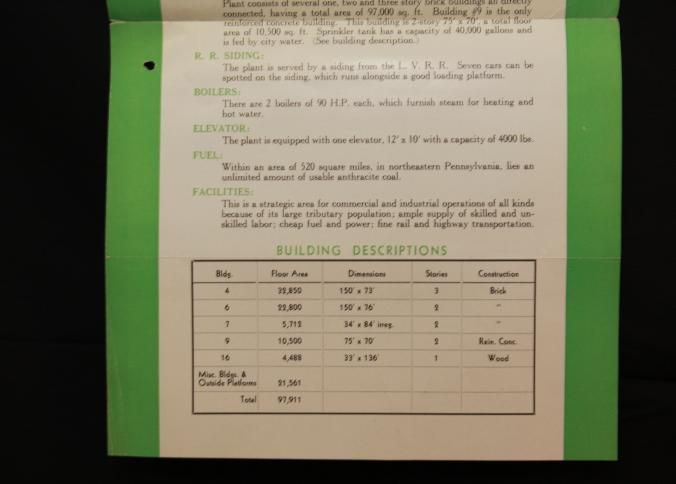 Plant consists of several one, two and three story brick buildings all directly
connected, having a total area of 97,000 sq. ft. Building #9 is the only
reinforced concrete building. This building is 2-story 75' x 70', a total floor
area of 10,500 sq. ft. Sprinkler tank has a capacity of 40,000 gallons and
is fed by city water. (See building description.)
R. R. SIDING:
The plant is served by a siding from the L. V. R. R. Seven cars can be
spotted on the siding, which runs alongside a good loading platform.
BOILERS:
There are 2 boilers of 90 H.P. each, which furnish steam for heating and
hot water.
ELEVATOR:
The plant is equipped with one elevator, 12' x 10' with a capacity of 4000 lbs.
FUEL:
Within an area of 520 square miles, in northeastern Pennsylvania, lies an
unlimited amount of usable anthracite coal.
FACILITIES:
This is a strategic area for commercial and industrial operations of all kinds
because of its large tributary population; ample supply of skilled and un-
skilled labor; cheap fuel and power; fine rail and highway transportation.
BUILDING DESCRIPTIONS
Bldg. Floor Area Dimensions Stories Construction
4 32,850 150' x 73' 3 Brick
6 22,800 150' x 76' 2 "
7 5,712 34' x 84' irreg. 2 "
9 10,500 75' x 70' 2 Rein. Conc.
16 4,488 33' x 136' 1 Wood
Misc. Bldgs. &
Outside Platforms 21,561
Total 97,911